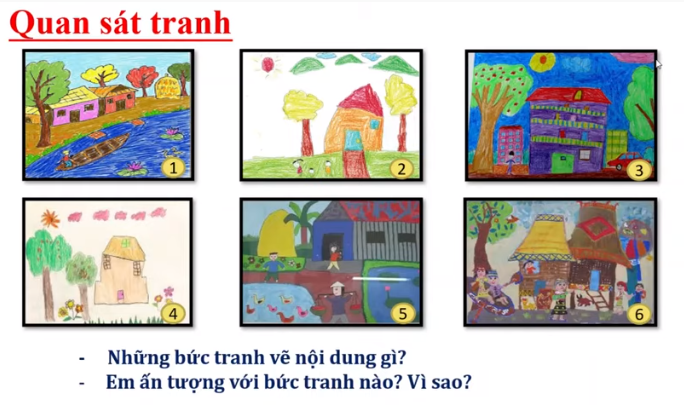 Quan sát tranh
1
2
3
4
5
6
- Những bức tranh vẽ nội dung gì?
- Em ấn tượng với bức tranh nào? Vì sao?